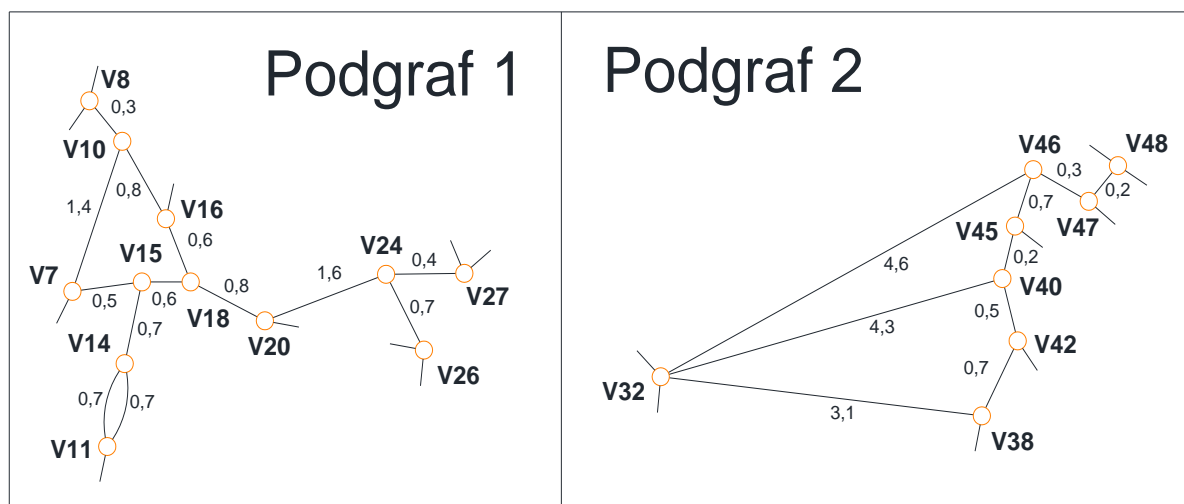 Podgraf 1
V8
0,3
V10
0,8
1,4
V16
V15
0,6
V7
0,5
0,6
V18
0,8
V24
0,4
1,6
V27
0,7
V14
0,7
V20
V26
0,7
0,7
V11
Podgraf 2
V46
V48
0,3
0,2
0,7
V47
V45
4,6
0,2
V40
4,3
0,5
V42
V32
0,7
3,1
V38